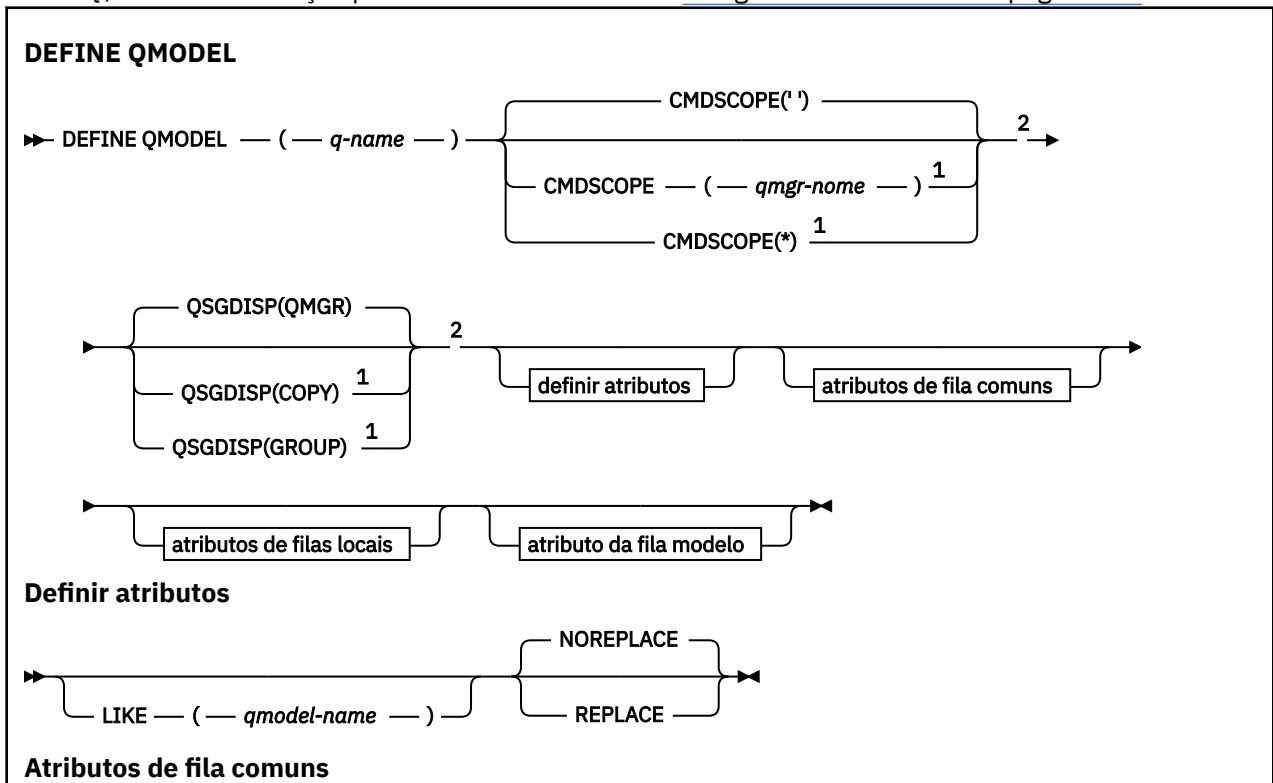 DEFINE QMODEL
CMDSCOPE(' ')
DEFINE QMODEL ( q-name ) 2
CMDSCOPE ( qmgr-nome ) 1
CMDSCOPE(*) 1
QSGDISP(QMGR)
2
QSGDISP(COPY) 1
definir atributos
atributos de fila comuns
QSGDISP(GROUP) 1
atributos de filas locais
atributo da fila modelo
Definir atributos
NOREPLACE
LIKE ( qmodel-name )
REPLACE
Atributos de fila comuns